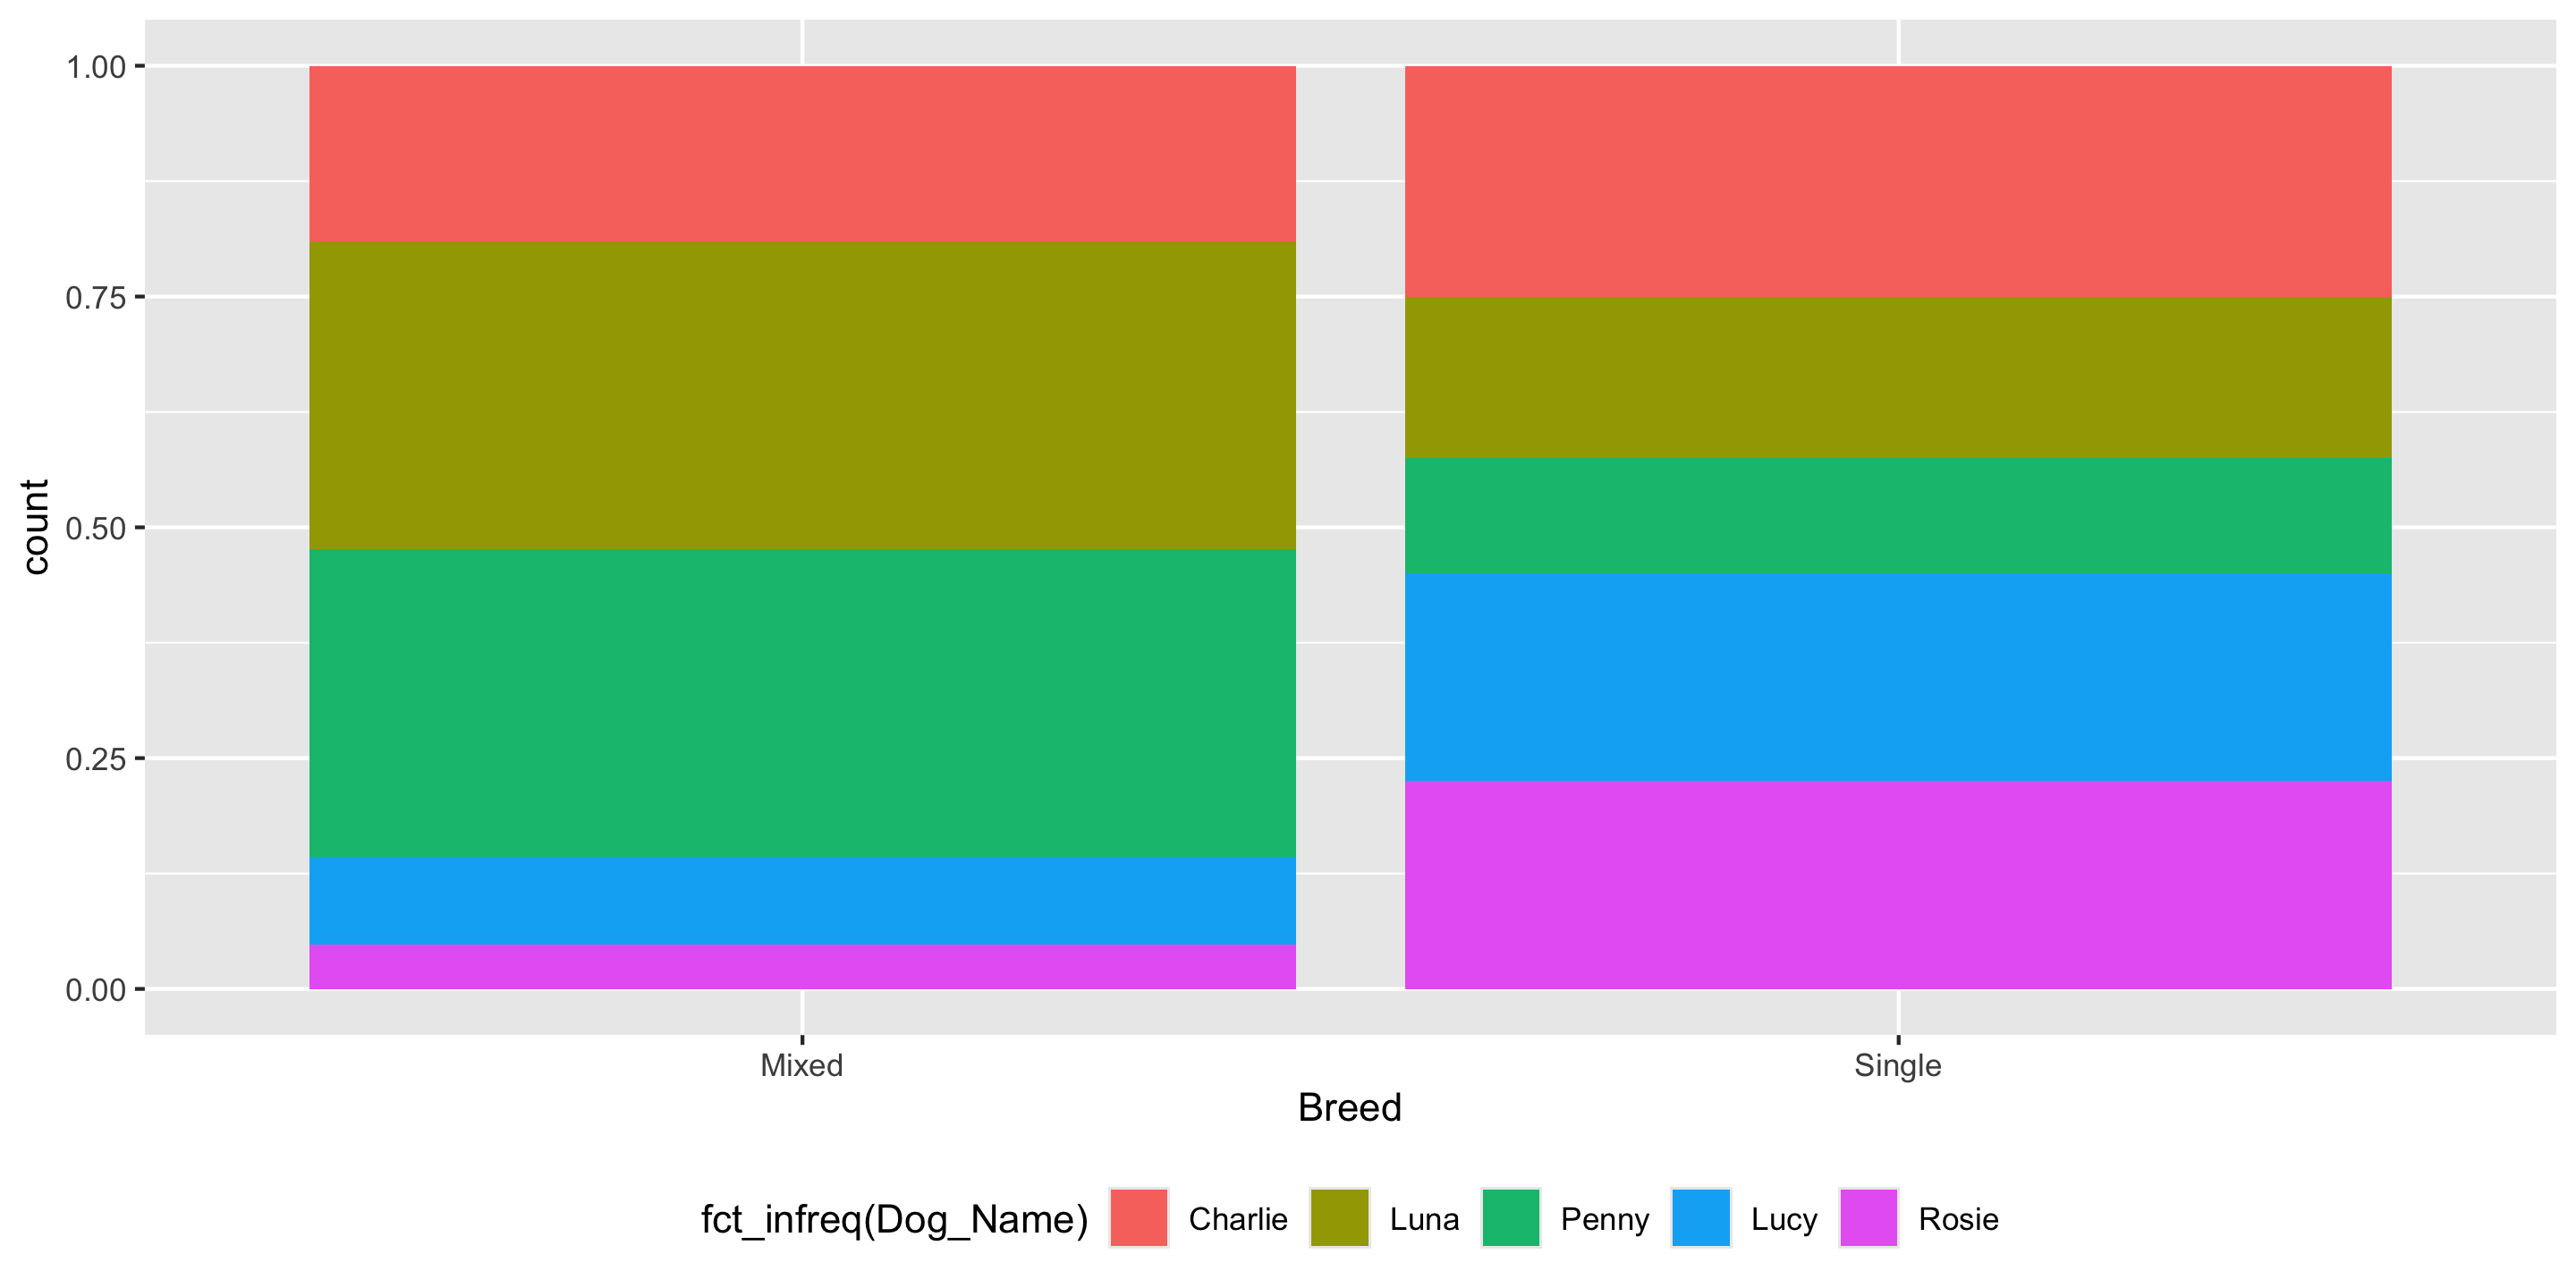 1.00
0.75
0.50
0.25
0.00
count
Mixed Single
Breed
fct_infreq(Dog_Name) Charlie Luna Penny Lucy Rosie